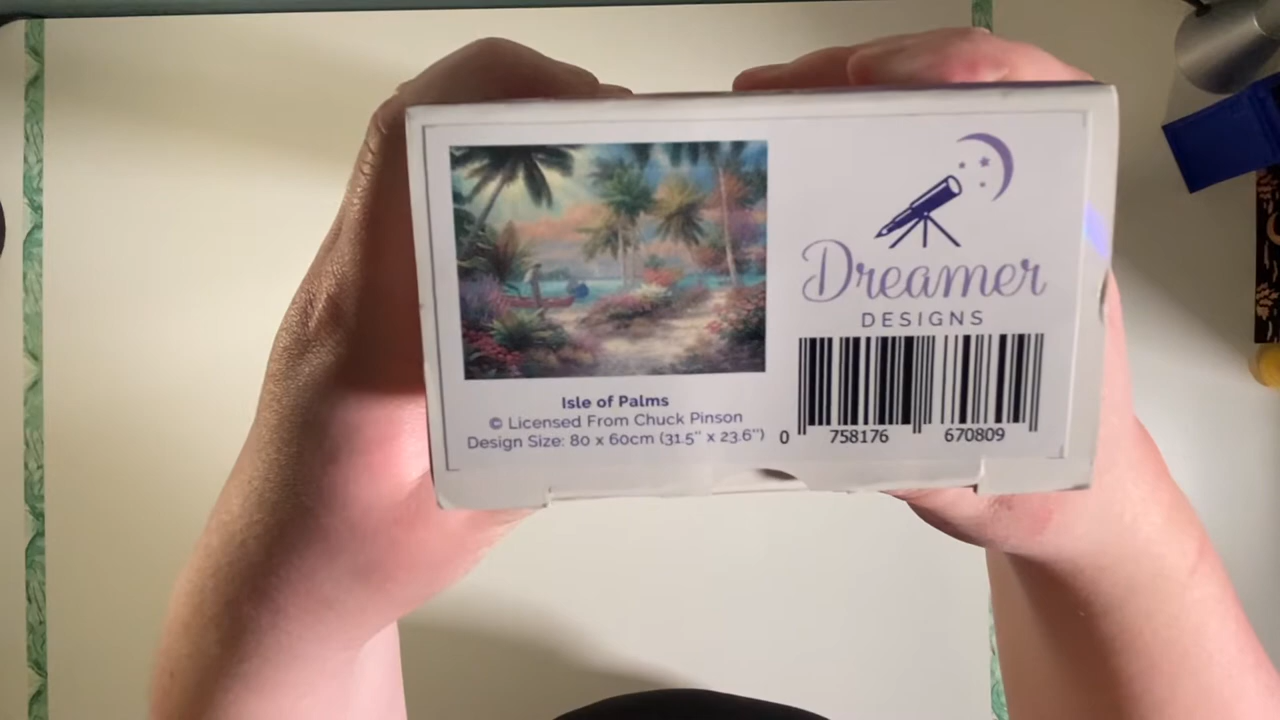 Dreamer
DESIGNS
Isle of Palms
© Licensed From Chuck Pinson
Design Size: 80 x 60cm (31.5" x 23.6")
0 758176 670809